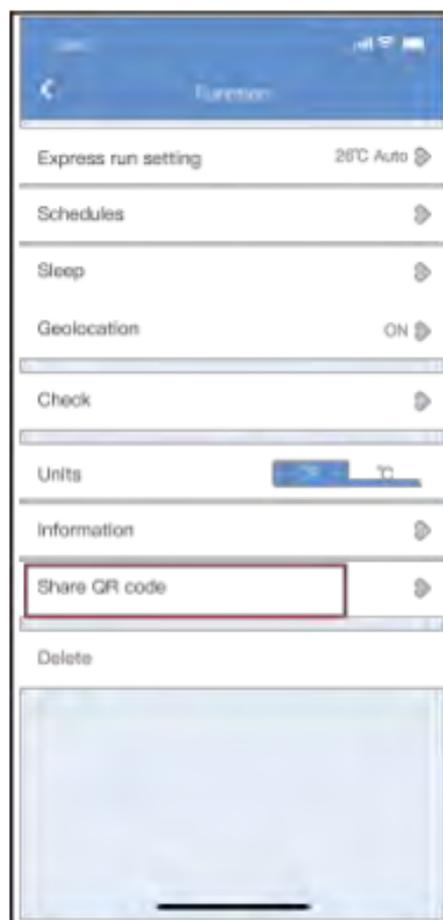 Function
Express run setting 26°C Auto
Schedules
Sleep
Geolocation ON
Check
Units °C
Information
Share QR code
Delete